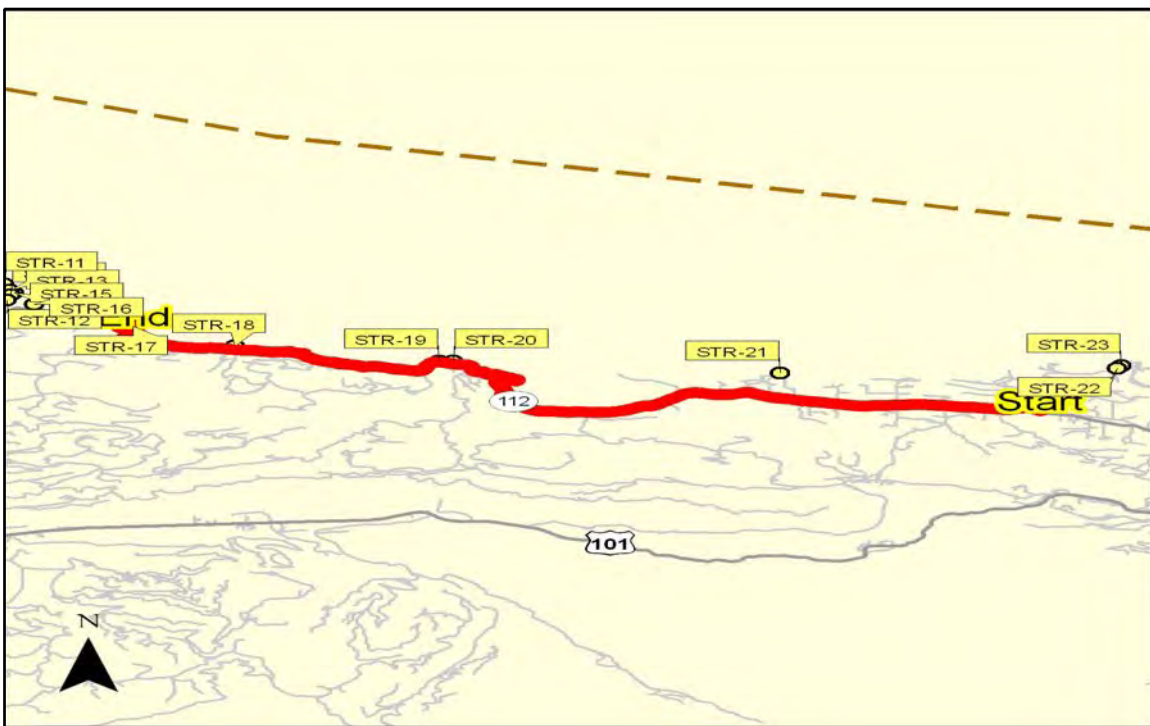 STR-11
STR-13
STR-15
STR-16
STR-12
End
STR-17
STR-18
STR-19
STR-20
STR-21
STR-23
STR-22
Start
112
101
N